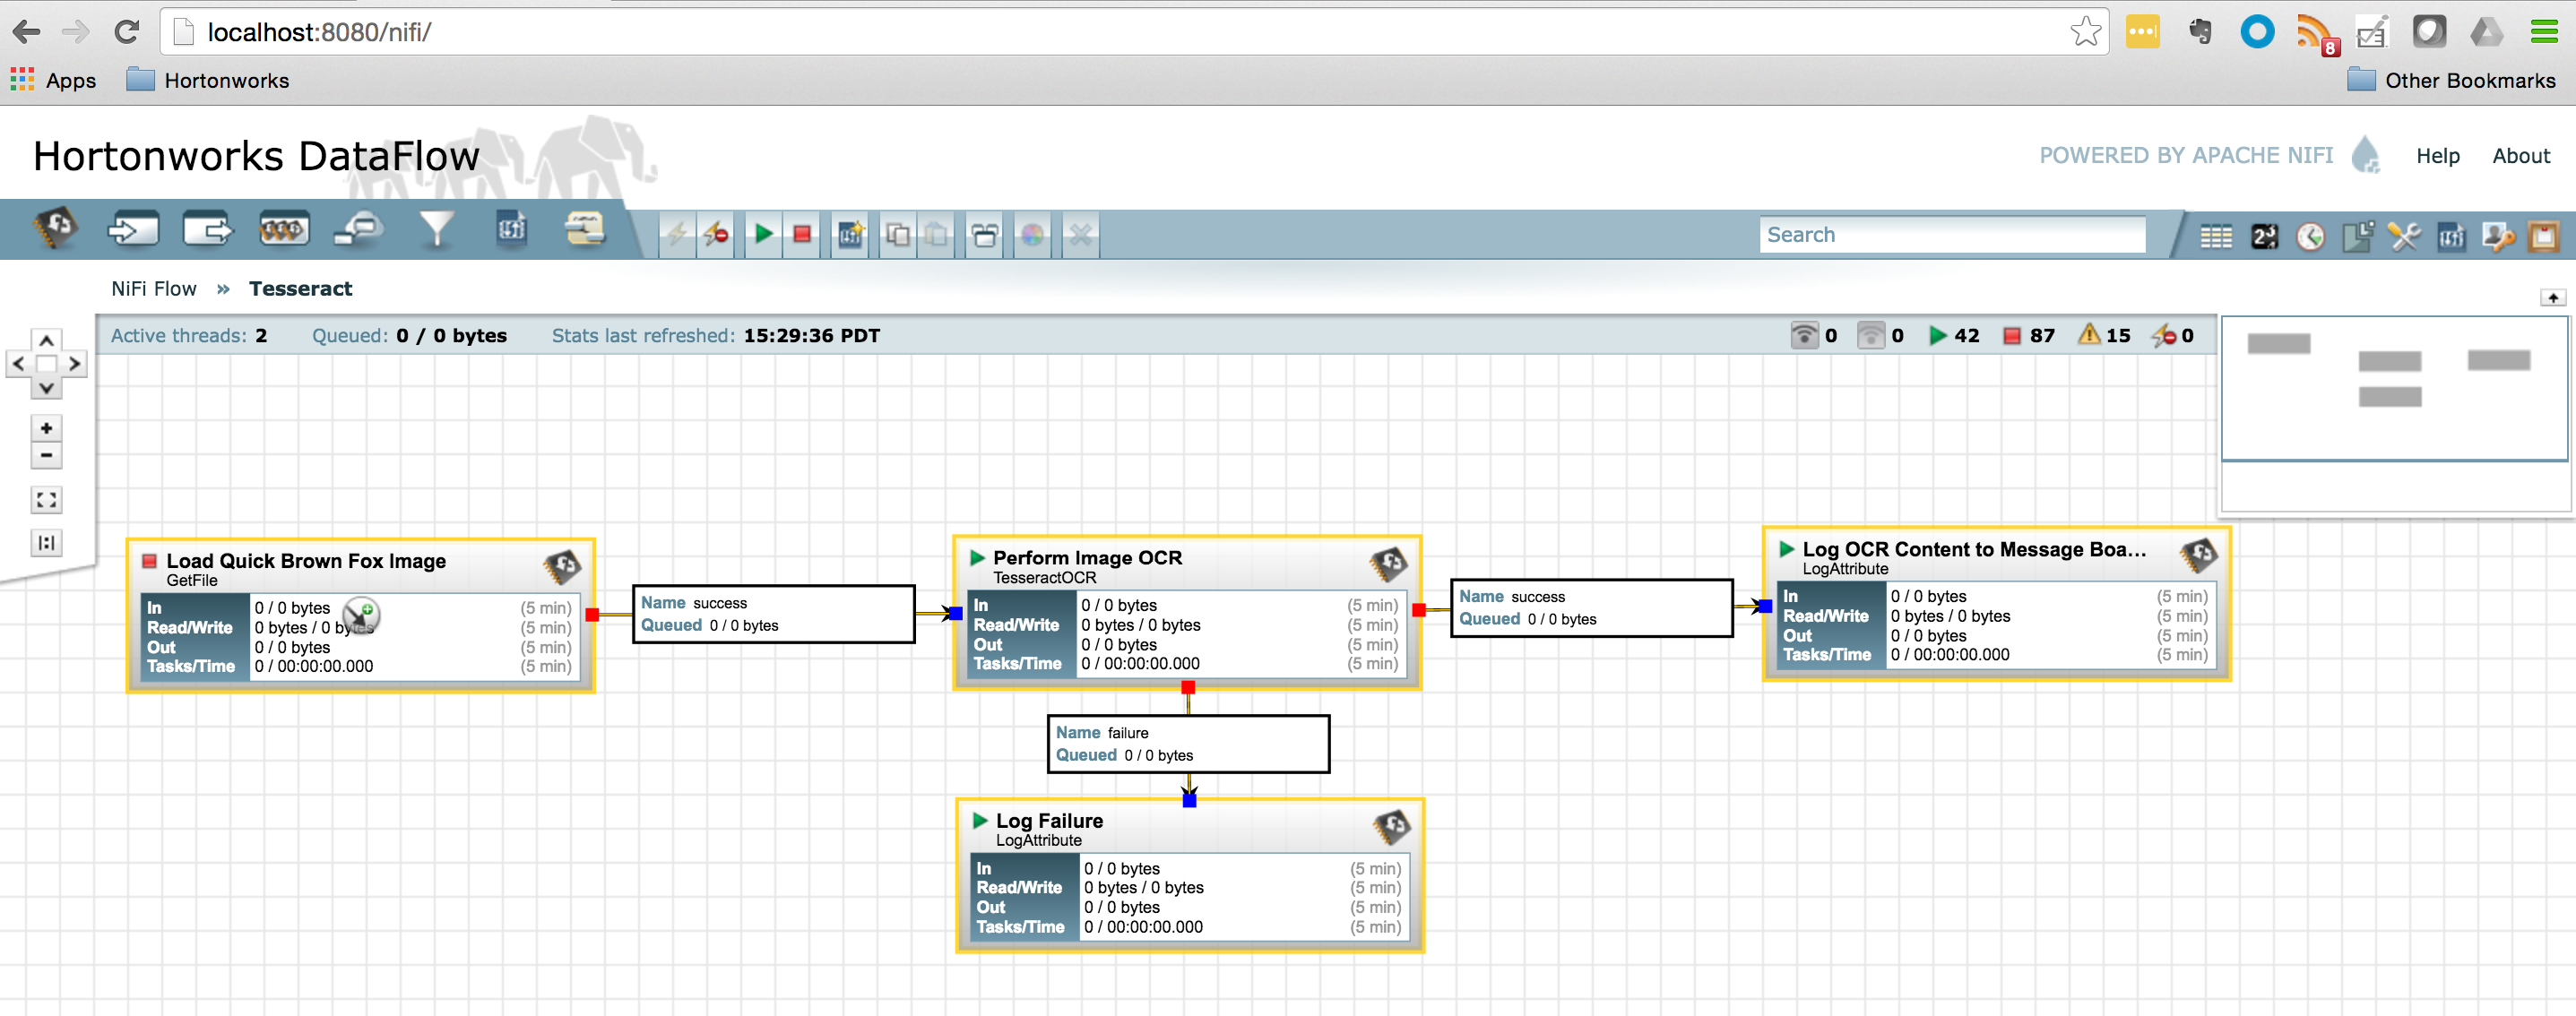 localhost:8080/nifi/
8
Apps
Hortonworks
Other Bookmarks
Hortonworks DataFlow
POWERED BY APACHE NIFI
Help
About
Search
NiFi Flow » Tesseract
Active threads: 2
Queued: 0 / 0 bytes
Stats last refreshed: 15:29:36 PDT
0
0
42
87
15
0
Load Quick Brown Fox Image
GetFile
In 0 / 0 bytes (5 min)
Read/Write 0 bytes / 0 bytes (5 min)
Out 0 / 0 bytes (5 min)
Tasks/Time 0 / 00:00:00.000 (5 min)
Name success
Queued 0 / 0 bytes
Perform Image OCR
TesseractOCR
In 0 / 0 bytes (5 min)
Read/Write 0 bytes / 0 bytes (5 min)
Out 0 / 0 bytes (5 min)
Tasks/Time 0 / 00:00:00.000 (5 min)
Name success
Queued 0 / 0 bytes
Log OCR Content to Message Boa...
LogAttribute
In 0 / 0 bytes (5 min)
Read/Write 0 bytes / 0 bytes (5 min)
Out 0 / 0 bytes (5 min)
Tasks/Time 0 / 00:00:00.000 (5 min)
Name failure
Queued 0 / 0 bytes
Log Failure
LogAttribute
In 0 / 0 bytes (5 min)
Read/Write 0 bytes / 0 bytes (5 min)
Out 0 / 0 bytes (5 min)
Tasks/Time 0 / 00:00:00.000 (5 min)